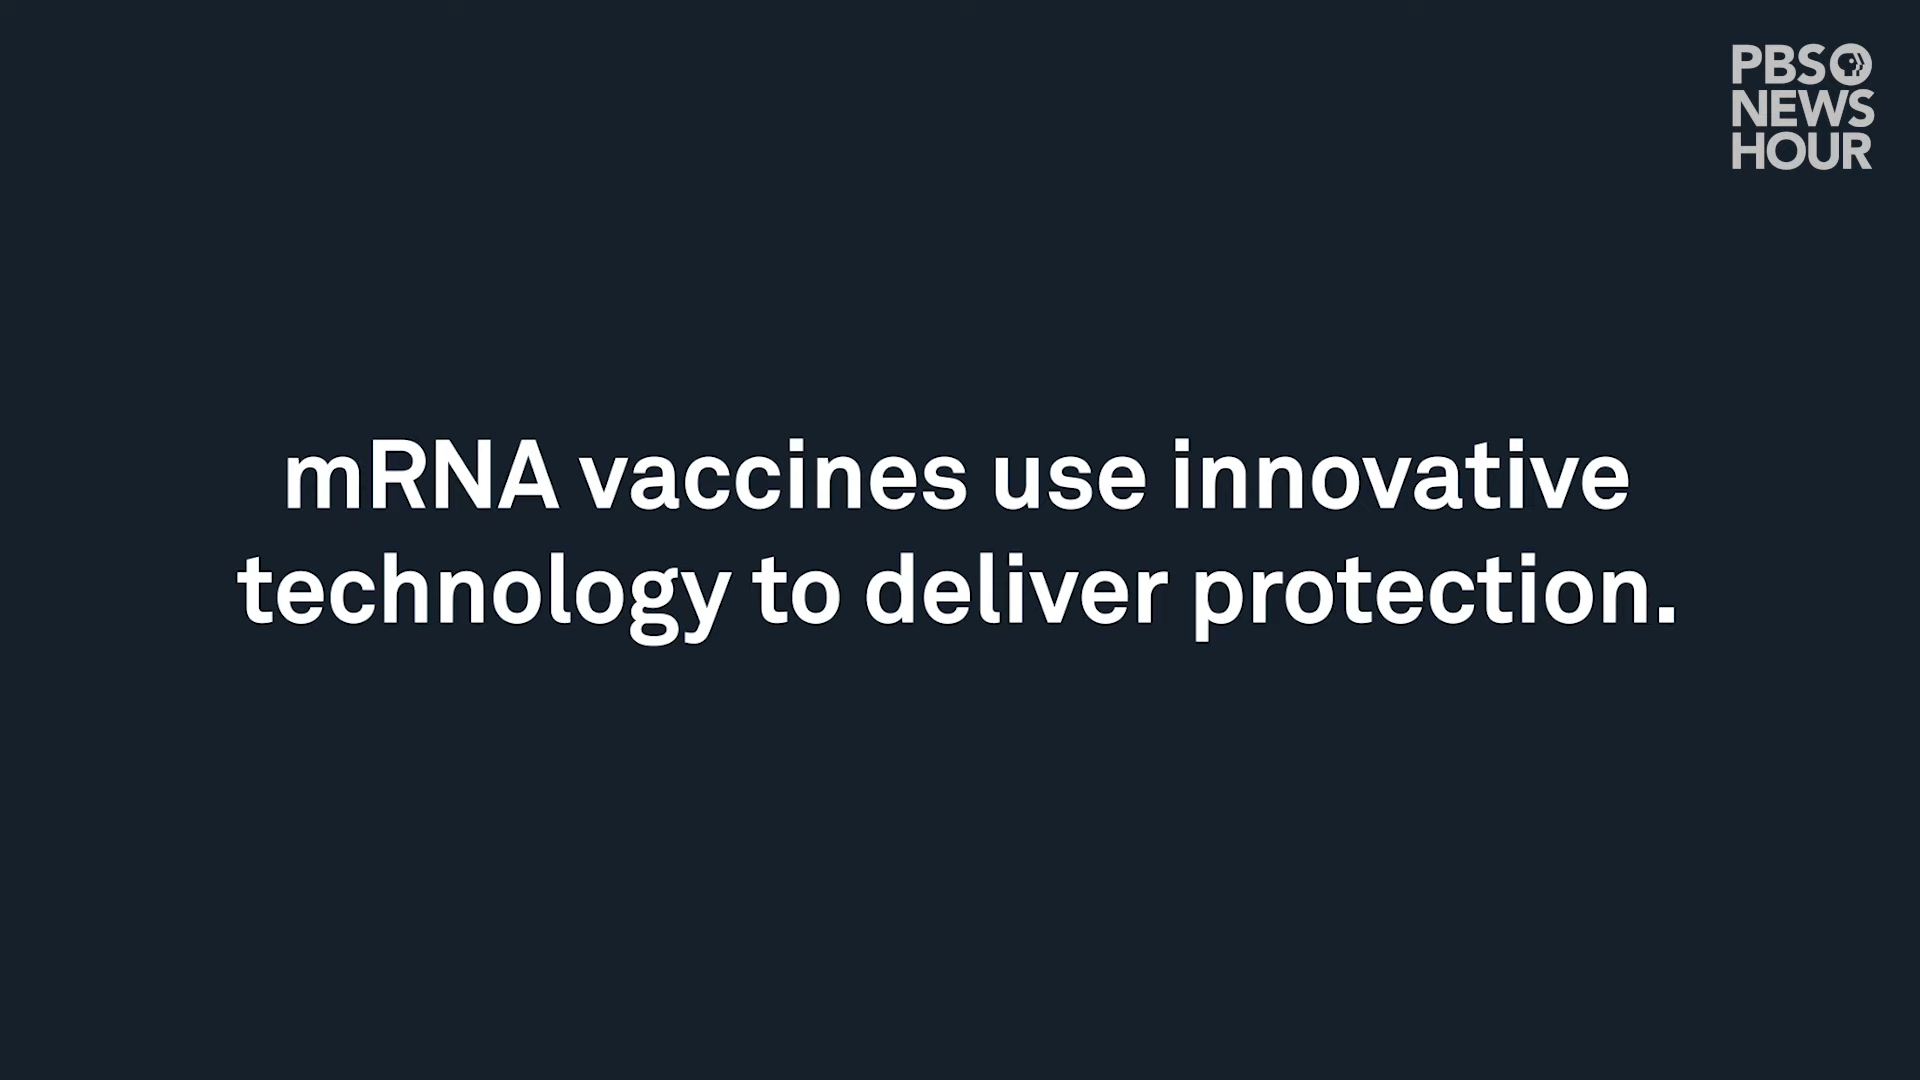 PBS
NEWS
HOUR
mRNA vaccines use innovative
technology to deliver protection.